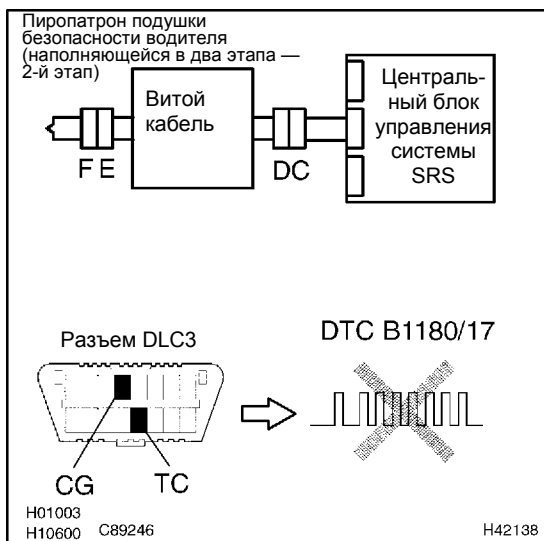 Пиропатрон подушки
безопасности водителя
(наполняющейся в два этапа —
2-й этап)
Витой
кабель
Централь-
ный блок
управления
системы
SRS
F E
D C
Разъем DLC3
DTC B1180/17
CG
TC
H01003
H10600 C89246
H42138